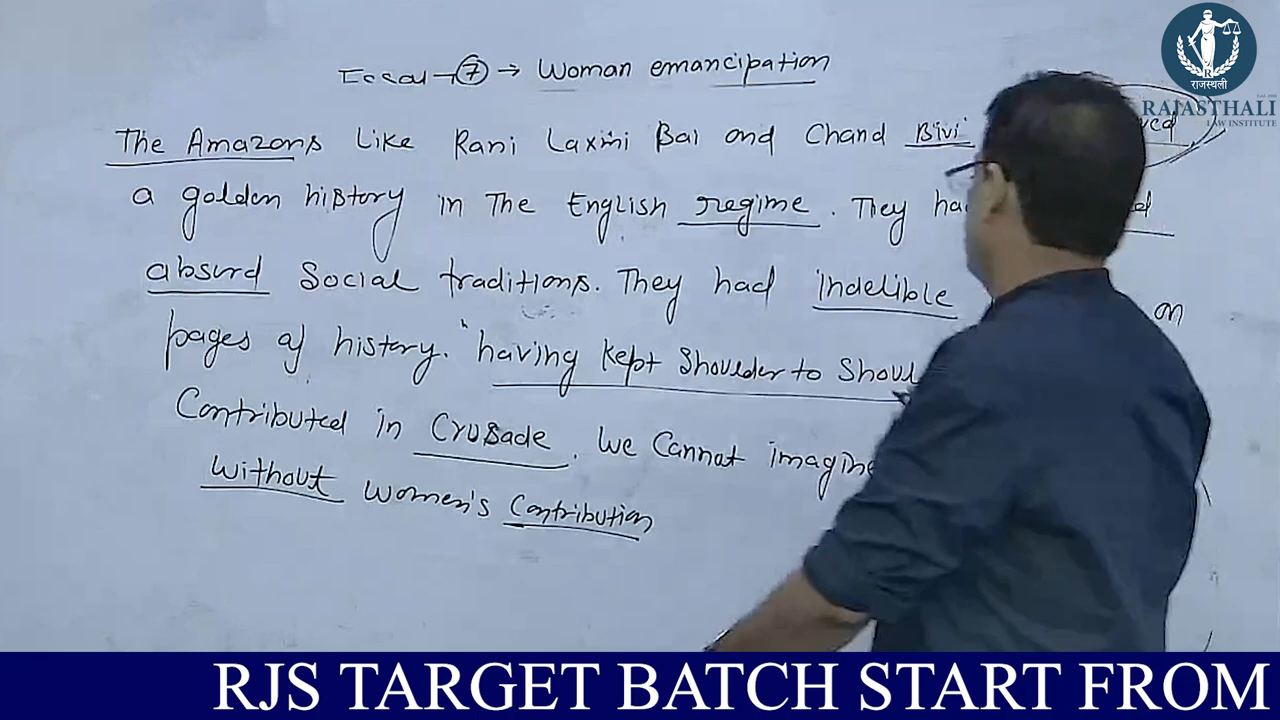 Essay → 7 → Woman emancipation
The Amazons Like Rani Laxmi Bai and Chand Bivi
a golden history in The English regime. They
absurd Social traditions. They had indelible on
pages of history. "having kept Shoulder to
Contributed in Crusade. We Cannot imagine
without women's Contribution
राजस्थली
RAJASTHALI
LAW INSTITUTE
RJS TARGET BATCH START FROM